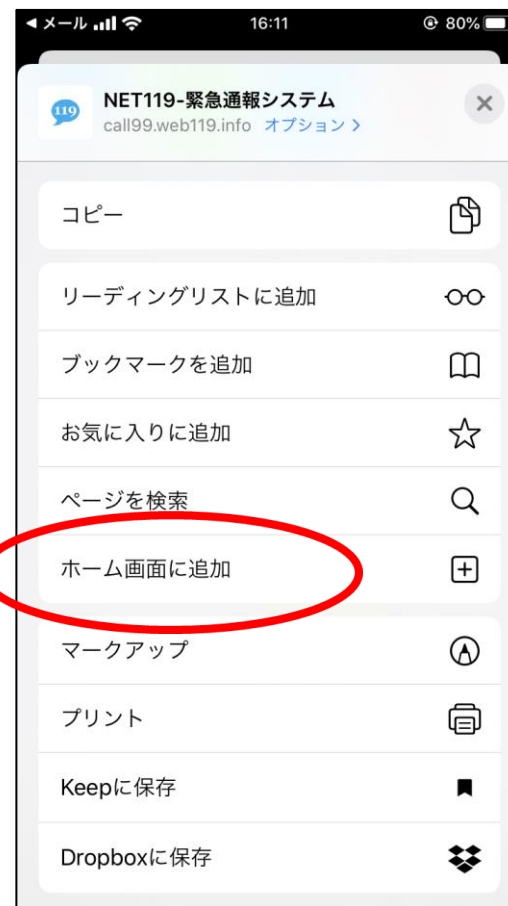 メール 16:11 80%
119 NET119-緊急通報システム
call99.web119.info オプション
コピー
リーディングリストに追加
ブックマークを追加
お気に入りに追加
ページを検索
ホーム画面に追加
マークアップ
プリント
Keepに保存
Dropboxに保存